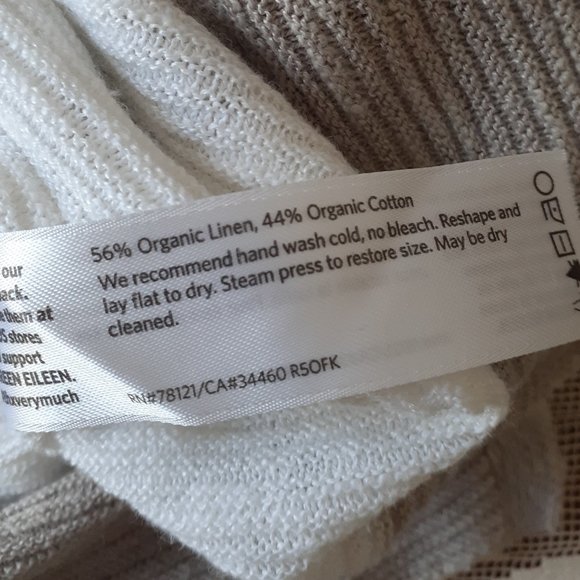 our
ack.
them at
stores
support
EEN EILEEN.
verymuch
56% Organic Linen, 44% Organic Cotton
We recommend hand wash cold, no bleach. Reshape and
lay flat to dry. Steam press to restore size. May be dry
cleaned.
RN#78121/CA#34460 R5OFK